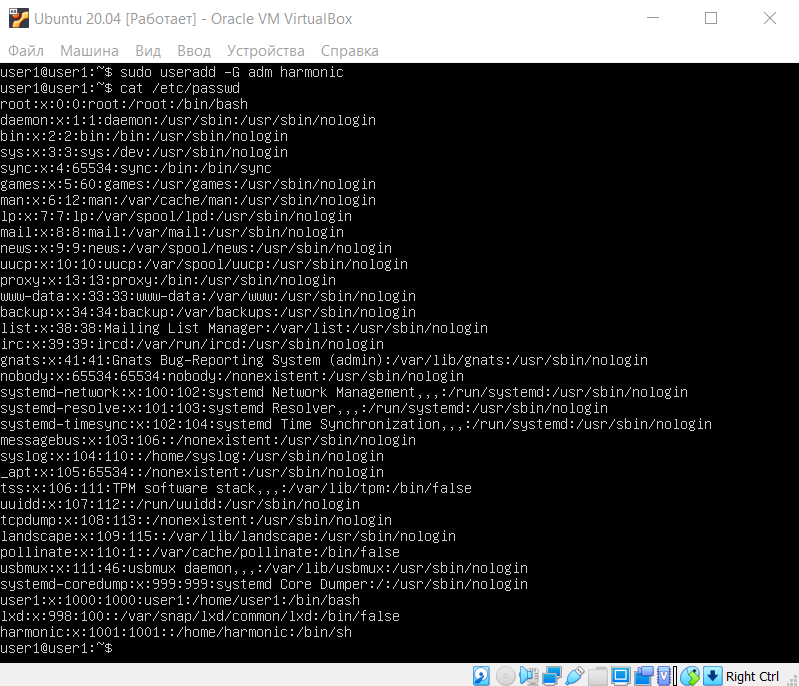 Ubuntu 20.04 [Работает] - Oracle VM VirtualBox
Файл Машина Вид Ввод Устройства Справка
user1@user1:~$ sudo useradd -G adm harmonic
user1@user1:~$ cat /etc/passwd
root:x:0:0:root:/root:/bin/bash
daemon:x:1:1:daemon:/usr/sbin:/usr/sbin/nologin
bin:x:2:2:bin:/bin:/usr/sbin/nologin
sys:x:3:3:sys:/dev:/usr/sbin/nologin
sync:x:4:65534:sync:/bin:/bin/sync
games:x:5:60:games:/usr/games:/usr/sbin/nologin
man:x:6:12:man:/var/cache/man:/usr/sbin/nologin
lp:x:7:7:lp:/var/spool/lpd:/usr/sbin/nologin
mail:x:8:8:mail:/var/mail:/usr/sbin/nologin
news:x:9:9:news:/var/spool/news:/usr/sbin/nologin
uucp:x:10:10:uucp:/var/spool/uucp:/usr/sbin/nologin
proxy:x:13:13:proxy:/bin:/usr/sbin/nologin
www-data:x:33:33:www-data:/var/www:/usr/sbin/nologin
backup:x:34:34:backup:/var/backups:/usr/sbin/nologin
list:x:38:38:Mailing List Manager:/var/list:/usr/sbin/nologin
irc:x:39:39:ircd:/var/run/ircd:/usr/sbin/nologin
gnats:x:41:41:Gnats Bug-Reporting System (admin):/var/lib/gnats:/usr/sbin/nologin
nobody:x:65534:65534:nobody:/nonexistent:/usr/sbin/nologin
systemd-network:x:100:102:systemd Network Management,,,:/run/systemd:/usr/sbin/nologin
systemd-resolve:x:101:103:systemd Resolver,,,:/run/systemd:/usr/sbin/nologin
systemd-timesync:x:102:104:systemd Time Synchronization,,,:/run/systemd:/usr/sbin/nologin
messagebus:x:103:106::/nonexistent:/usr/sbin/nologin
syslog:x:104:110::/home/syslog:/usr/sbin/nologin
_apt:x:105:65534::/nonexistent:/usr/sbin/nologin
tss:x:106:111:TPM software stack,,,:/var/lib/tpm:/bin/false
uuidd:x:107:112::/run/uuidd:/usr/sbin/nologin
tcpdump:x:108:113::/nonexistent:/usr/sbin/nologin
landscape:x:109:115::/var/lib/landscape:/usr/sbin/nologin
pollinate:x:110:1::/var/cache/pollinate:/bin/false
usbmux:x:111:46:usbmux daemon,,,:/var/lib/usbmux:/usr/sbin/nologin
systemd-coredump:x:999:999:systemd Core Dumper:/:/usr/sbin/nologin
user1:x:1000:1000:user1:/home/user1:/bin/bash
lxd:x:998:100::/var/snap/lxd/common/lxd:/bin/false
harmonic:x:1001:1001::/home/harmonic:/bin/sh
user1@user1:~$
Right Ctrl